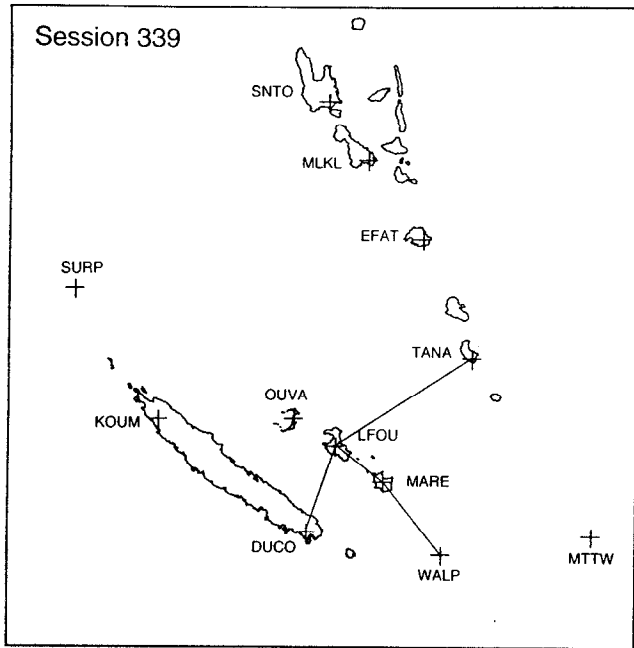 Session 339
SNTO
MLKL
EFAT
SURP
TANA
OUVA
KOUM
LFOU
MARE
DUCO
WALP
MTTW